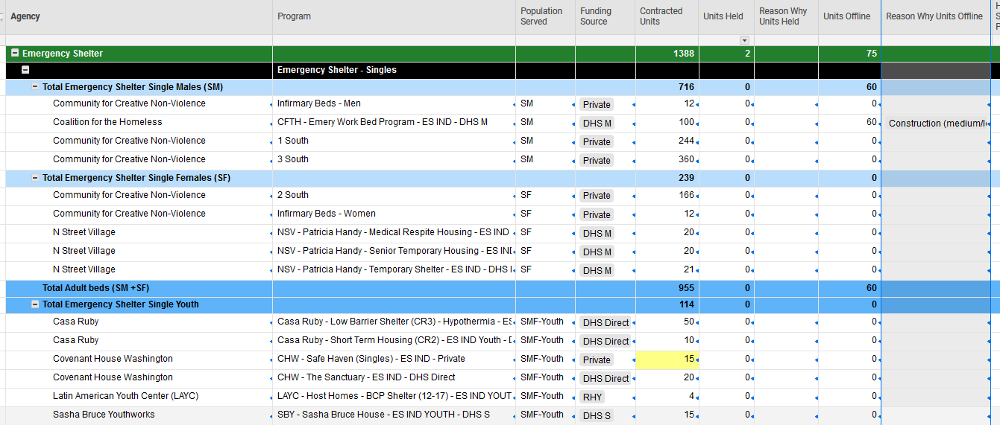 Agency Program Population Served Funding Source Contracted Units Units Held Reason Why Units Held Units Offline Reason Why Units Offline
Emergency Shelter 1388 2 75
Emergency Shelter - Singles
Total Emergency Shelter Single Males (SM) 716 0 60
Community for Creative Non-Violence Infirmary Beds - Men SM Private 12 0 0
Coalition for the Homeless CFTH - Emery Work Bed Program - ES IND - DHS M SM DHS M 100 0 60 Construction (medium/l
Community for Creative Non-Violence 1 South SM Private 244 0 0
Community for Creative Non-Violence 3 South SM Private 360 0 0
Total Emergency Shelter Single Females (SF) 239 0 0
Community for Creative Non-Violence 2 South SF Private 166 0 0
Community for Creative Non-Violence Infirmary Beds - Women SF Private 12 0 0
N Street Village NSV - Patricia Handy - Medical Respite Housing - ES IND SF DHS M 20 0 0
N Street Village NSV - Patricia Handy - Senior Temporary Housing - ES IN SF DHS M 20 0 0
N Street Village NSV - Patricia Handy - Temporary Shelter - ES IND - DHS SF DHS M 21 0 0
Total Adult beds (SM +SF) 955 0 60
Total Emergency Shelter Single Youth 114 0 0
Casa Ruby Casa Ruby - Low Barrier Shelter (CR3) - Hypothermia - ES SMF-Youth DHS Direct 50 0 0
Casa Ruby Casa Ruby - Short Term Housing (CR2) - ES IND Youth - SMF-Youth DHS Direct 10 0 0
Covenant House Washington CHW - Safe Haven (Singles) - ES IND - Private SMF-Youth Private 15 0 0
Covenant House Washington CHW - The Sanctuary - ES IND - DHS Direct SMF-Youth DHS Direct 20 0 0
Latin American Youth Center (LAYC) LAYC - Host Homes - BCP Shelter (12-17) - ES IND YOUT SMF-Youth RHY 4 0 0
Sasha Bruce Youthworks SBY - Sasha Bruce House - ES IND YOUTH - DHS S SMF-Youth DHS S 15 0 0